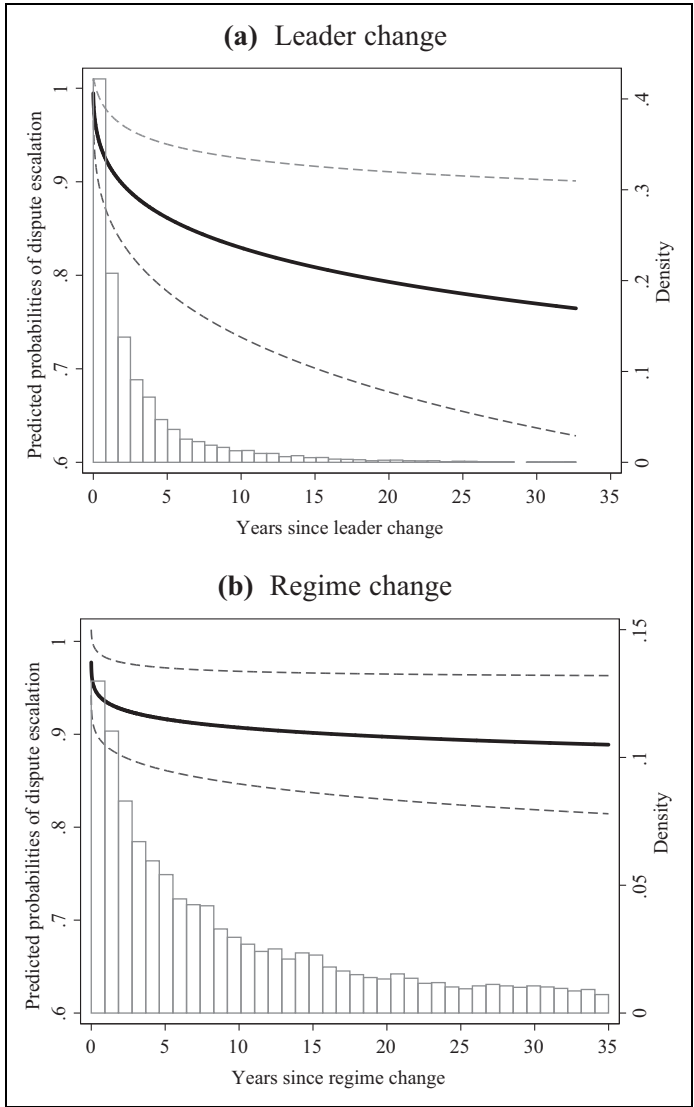 (a) Leader change
Predicted probabilities of dispute escalation
1
.9
.8
.7
.6
.4
.3
.2
.1
0
Density
0 5 10 15 20 25 30 35
Years since leader change
(b) Regime change
Predicted probabilities of dispute escalation
1
.9
.8
.7
.6
.15
.1
.05
0
Density
0 5 10 15 20 25 30 35
Years since regime change